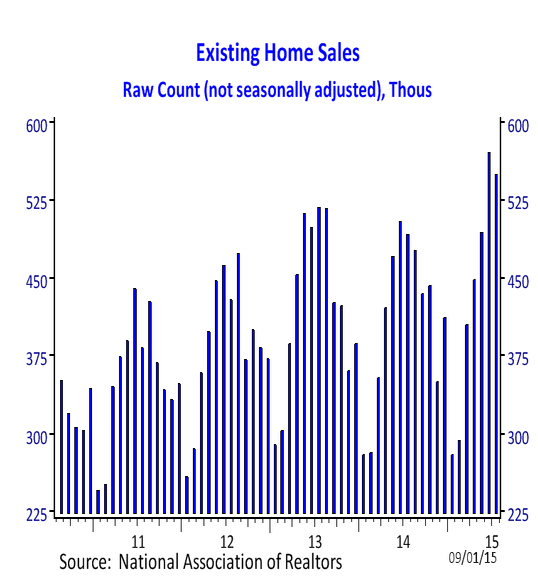 Existing Home Sales
Raw Count (not seasonally adjusted), Thous
600 600
525 525
450 450
375 375
300 300
225 225
11 12 13 14 15
Source: National Association of Realtors 09/01/15